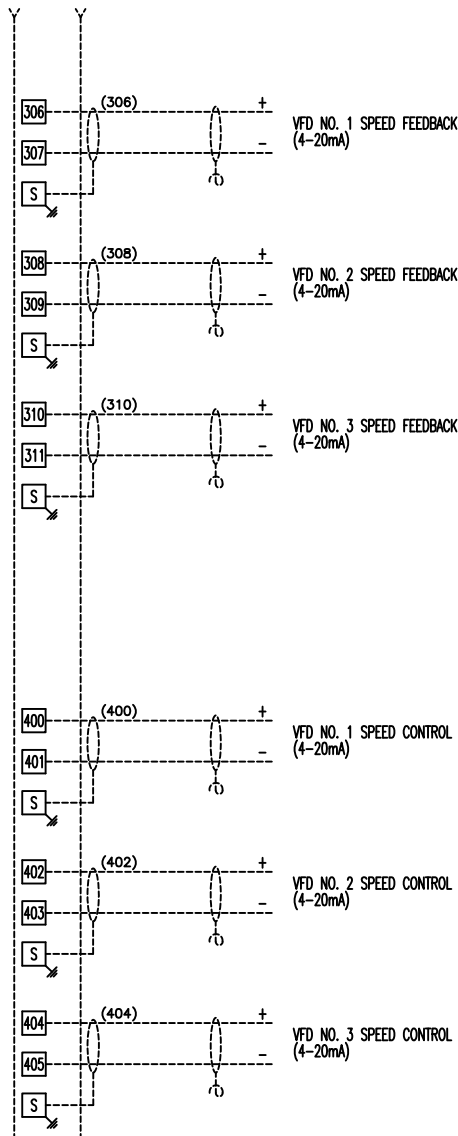 (306)
306 +
VFD NO. 1 SPEED FEEDBACK
(4-20mA)
307 -
S
(308)
308 +
VFD NO. 2 SPEED FEEDBACK
(4-20mA)
309 -
S
(310)
310 +
VFD NO. 3 SPEED FEEDBACK
(4-20mA)
311 -
S
(400)
400 +
VFD NO. 1 SPEED CONTROL
(4-20mA)
401 -
S
(402)
402 +
VFD NO. 2 SPEED CONTROL
(4-20mA)
403 -
S
(404)
404 +
VFD NO. 3 SPEED CONTROL
(4-20mA)
405 -
S